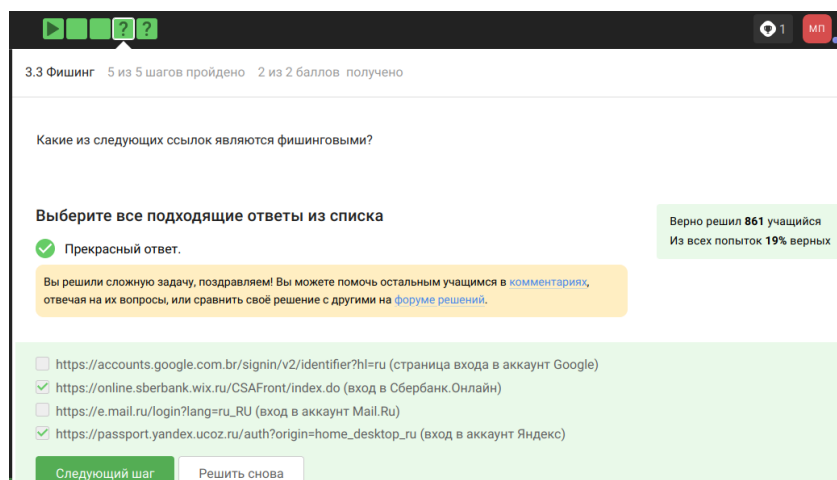 ? ?
1 МП
3.3 Фишинг 5 из 5 шагов пройдено 2 из 2 баллов получено
Какие из следующих ссылок являются фишинговыми?
Выберите все подходящие ответы из списка
Верно решил 861 учащийся
Из всех попыток 19% верных
Прекрасный ответ.
Вы решили сложную задачу, поздравляем! Вы можете помочь остальным учащимся в комментариях,
отвечая на их вопросы, или сравнить своё решение с другими на форуме решений.
https://accounts.google.com.br/signin/v2/identifier?hl=ru (страница входа в аккаунт Google)
https://online.sberbank.wix.ru/CSAFront/index.do (вход в Сбербанк.Онлайн)
https://e.mail.ru/login?lang=ru_RU (вход в аккаунт Mail.Ru)
https://passport.yandex.ucoz.ru/auth?origin=home_desktop_ru (вход в аккаунт Яндекс)
Следующий шаг Решить снова